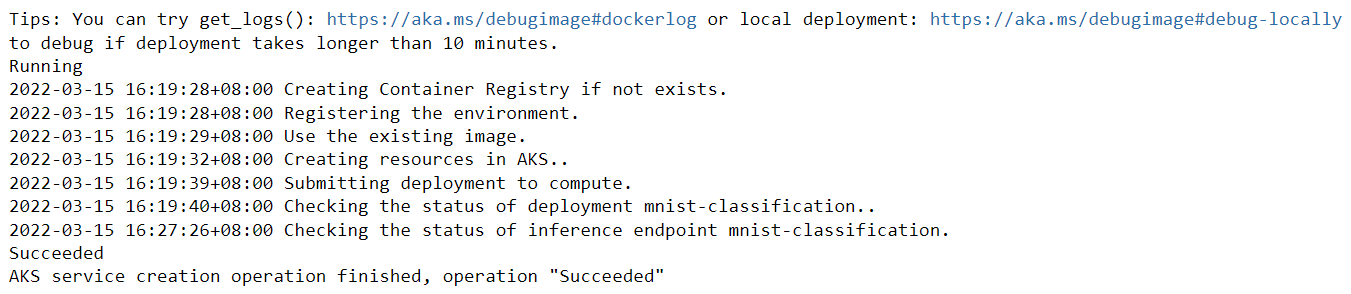 Tips: You can try get_logs(): https://aka.ms/debugimage#dockerlog or local deployment: https://aka.ms/debugimage#debug-locally
to debug if deployment takes longer than 10 minutes.
Running
2022-03-15 16:19:28+08:00 Creating Container Registry if not exists.
2022-03-15 16:19:28+08:00 Registering the environment.
2022-03-15 16:19:29+08:00 Use the existing image.
2022-03-15 16:19:32+08:00 Creating resources in AKS..
2022-03-15 16:19:39+08:00 Submitting deployment to compute.
2022-03-15 16:19:40+08:00 Checking the status of deployment mnist-classification..
2022-03-15 16:27:26+08:00 Checking the status of inference endpoint mnist-classification.
Succeeded
AKS service creation operation finished, operation "Succeeded"